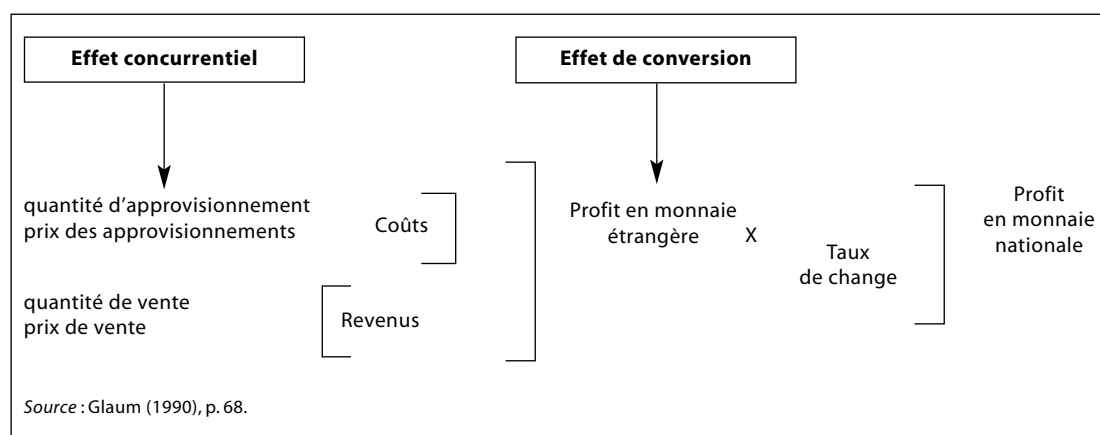 Effet concurrentiel
Effet de conversion
quantité d’approvisionnement
prix des approvisionnements
Coûts
quantité de vente
prix de vente
Revenus
Profit en monnaie
étrangère
X
Taux
de change
Profit
en monnaie
nationale
Source : Glaum (1990), p. 68.